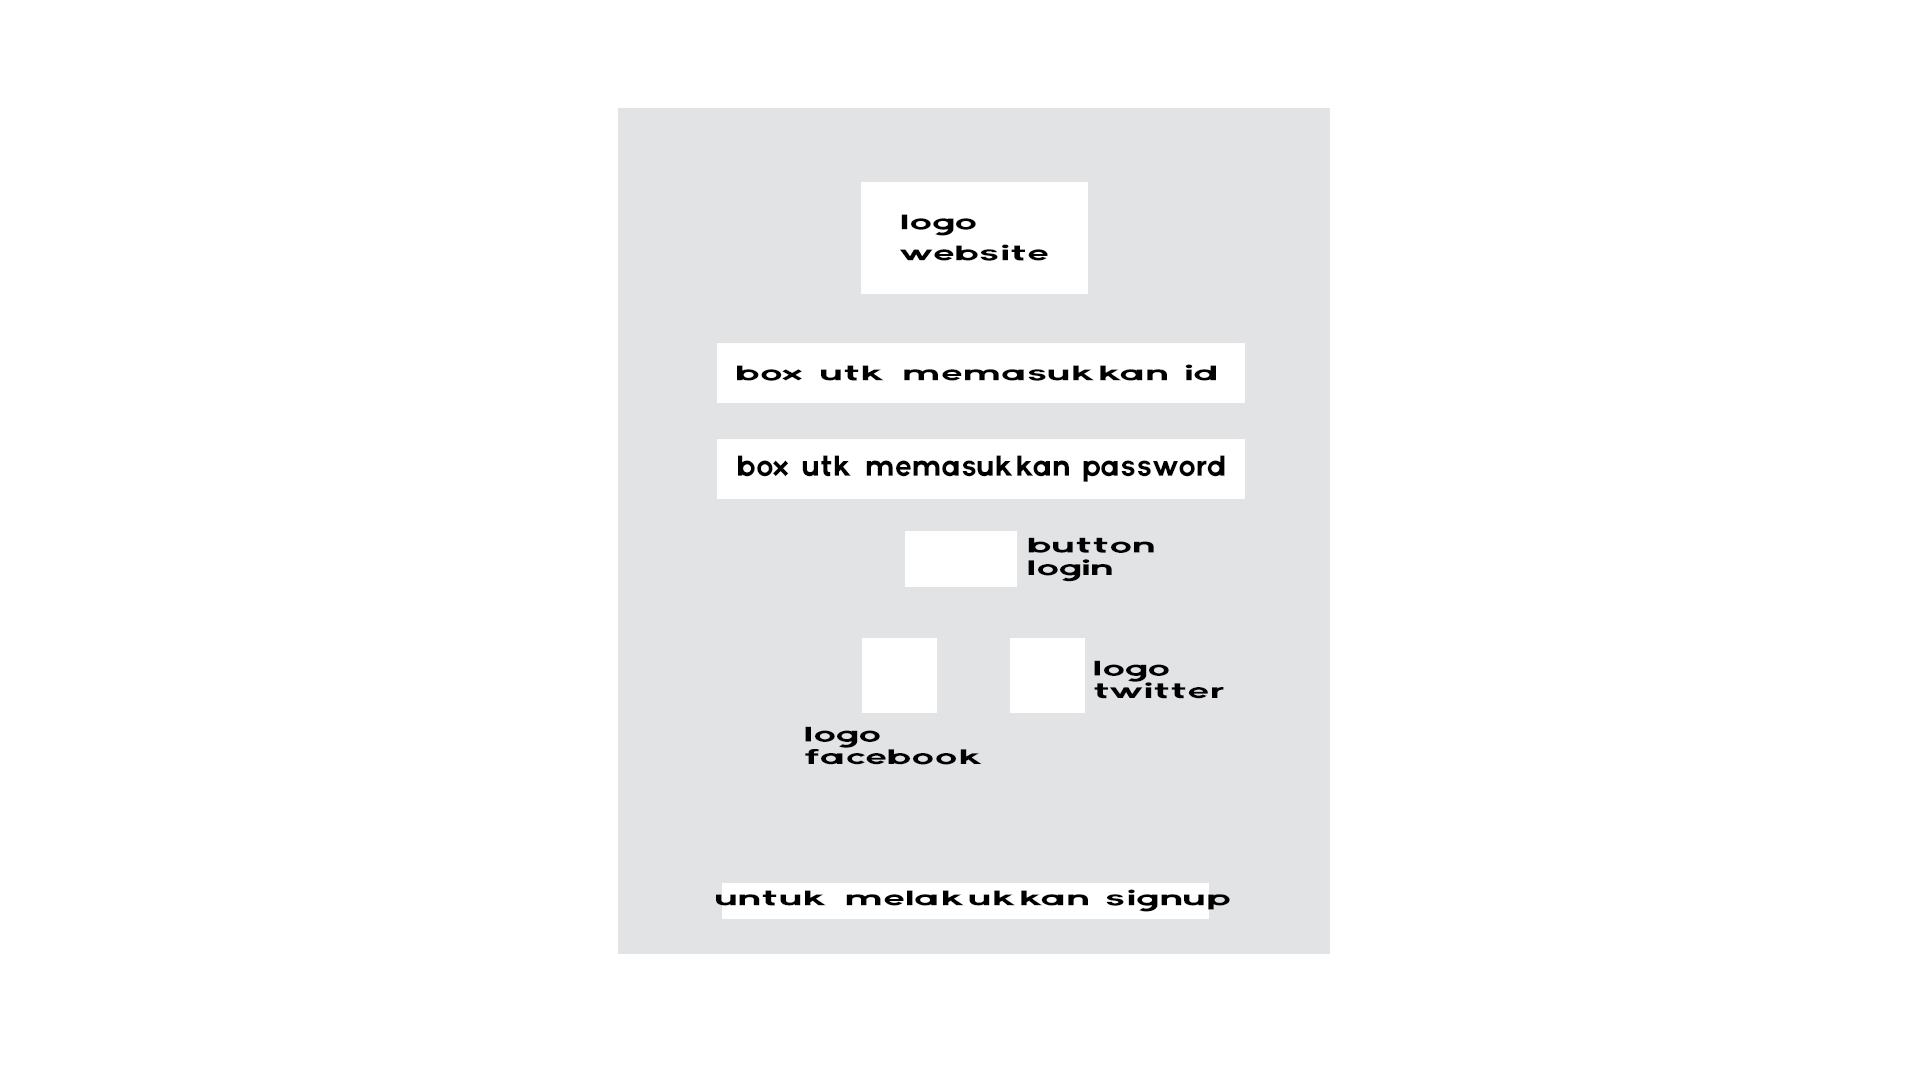 logo
website
box utk memasukkan id
box utk memasukkan password
button
login
logo
twitter
logo
facebook
untuk melakukkan signup